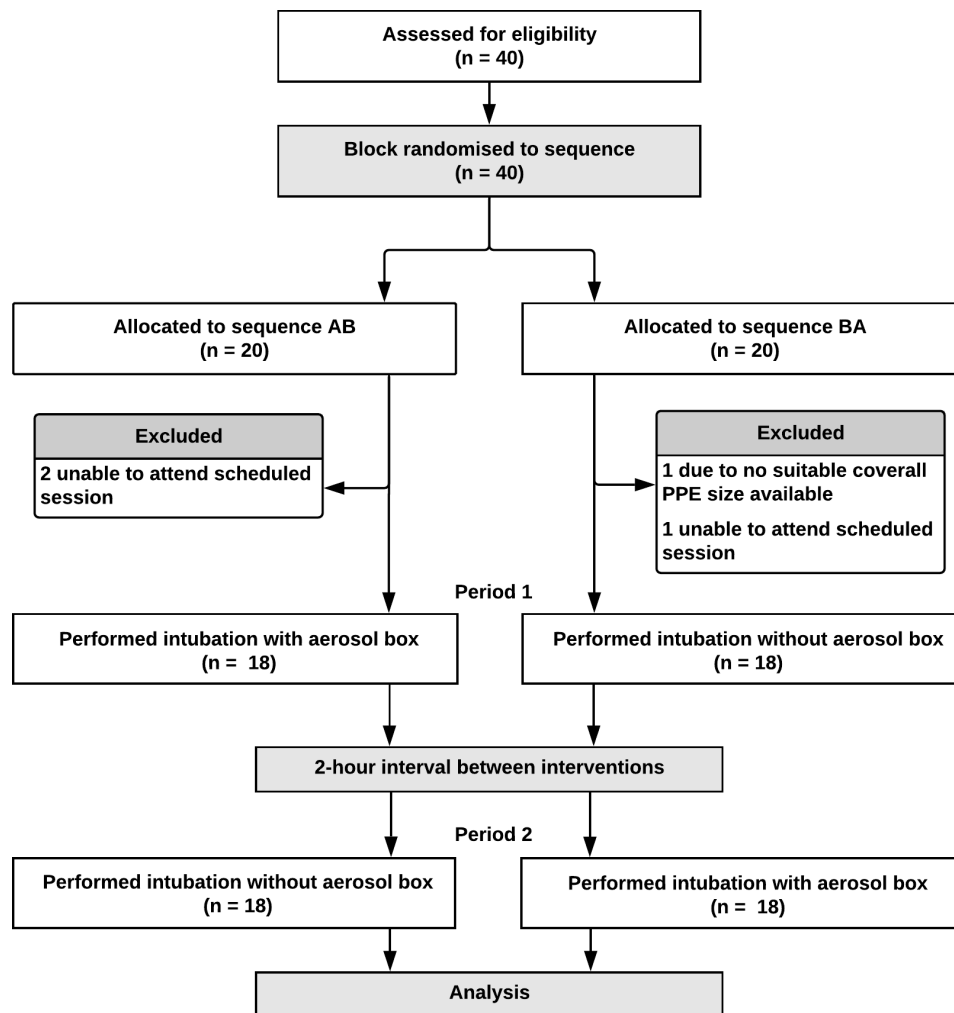 Assessed for eligibility
(n = 40)
Block randomised to sequence
(n = 40)
Allocated to sequence AB
(n = 20)
Allocated to sequence BA
(n = 20)
Excluded
2 unable to attend scheduled
session
Excluded
1 due to no suitable coverall
PPE size available
1 unable to attend scheduled
session
Period 1
Performed intubation with aerosol box
(n =  18)
Performed intubation without aerosol box
(n = 18)
2-hour interval between interventions
Period 2
Performed intubation without aerosol box
(n = 18)
Performed intubation with aerosol box
(n =  18)
Analysis